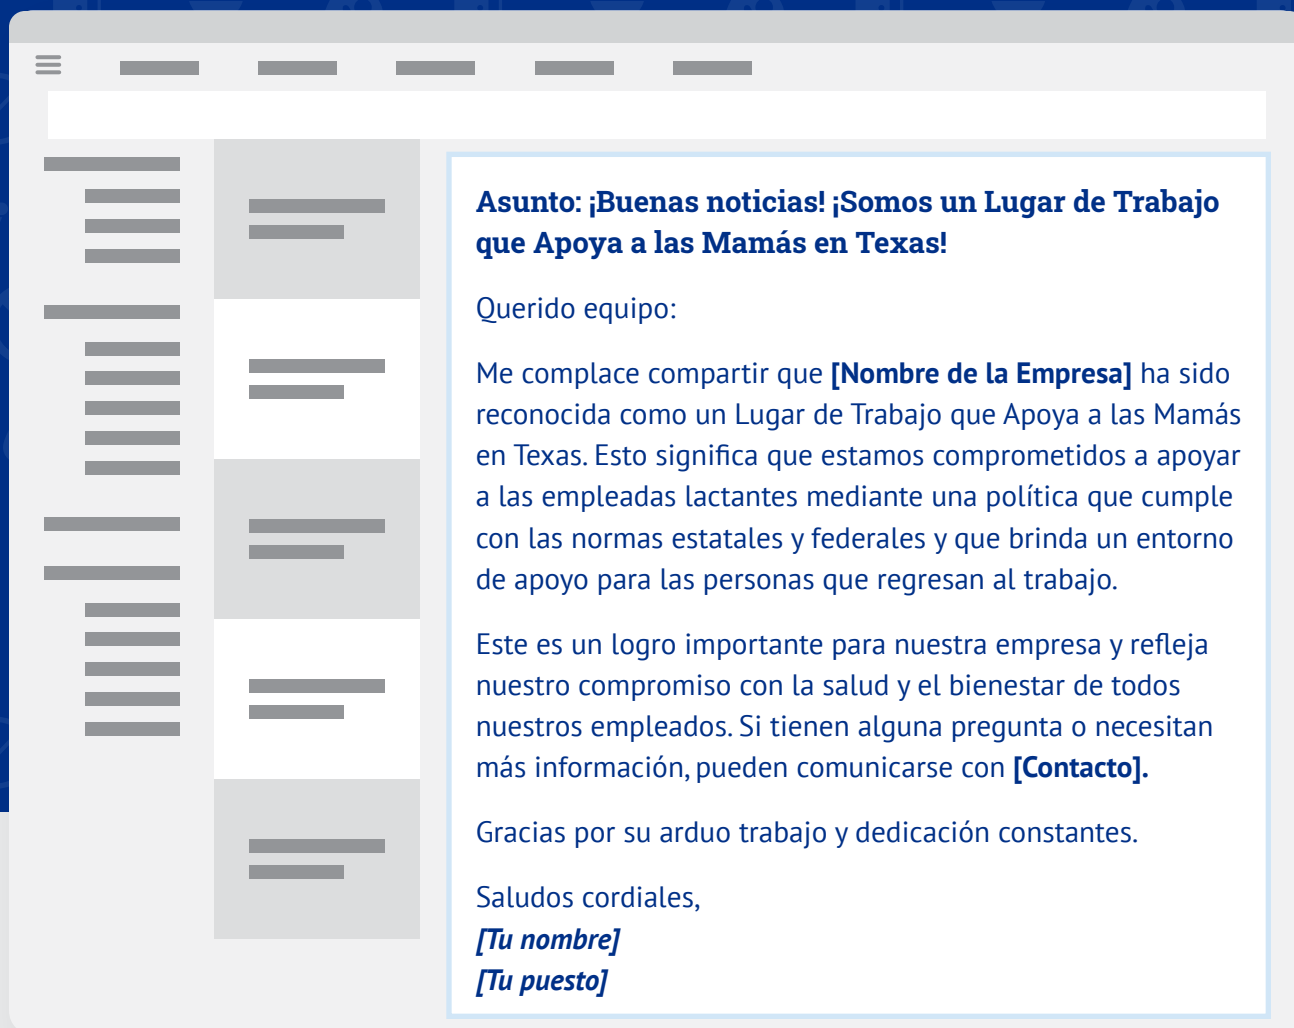 Asunto: ¡Buenas noticias! ¡Somos un Lugar de Trabajo
que Apoya a las Mamás en Texas!
Querido equipo:
Me complace compartir que [Nombre de la Empresa] ha sido
reconocida como un Lugar de Trabajo que Apoya a las Mamás
en Texas. Esto significa que estamos comprometidos a apoyar
a las empleadas lactantes mediante una política que cumple
con las normas estatales y federales y que brinda un entorno
de apoyo para las personas que regresan al trabajo.
Este es un logro importante para nuestra empresa y refleja
nuestro compromiso con la salud y el bienestar de todos
nuestros empleados. Si tienen alguna pregunta o necesitan
más información, pueden comunicarse con [Contacto].
Gracias por su arduo trabajo y dedicación constantes.
Saludos cordiales,
[Tu nombre]
[Tu puesto]